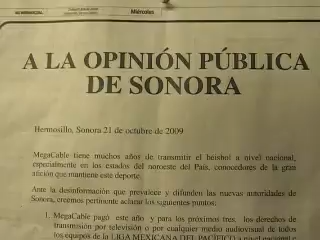 Miércoles
A LA OPINIÓN PÚBLICA
DE SONORA
Hermosillo, Sonora 21 de octubre de 2009
MegaCable tiene muchos años de transmitir el beisbol a nivel nacional,
especialmente en los estados del noroeste del País, conocedores de la gran
afición que mantiene este deporte.
Ante la desinformación que prevalece y difunden las nuevas autoridades de
Sonora, creemos pertinente aclarar los siguientes puntos:
1. MegaCable pagó este año y para los próximos tres, los derechos de
transmisión por televisión o por cualquier medio audiovisual de todos
los equipos de la LIGA MEXICANA DEL PACÍFICO